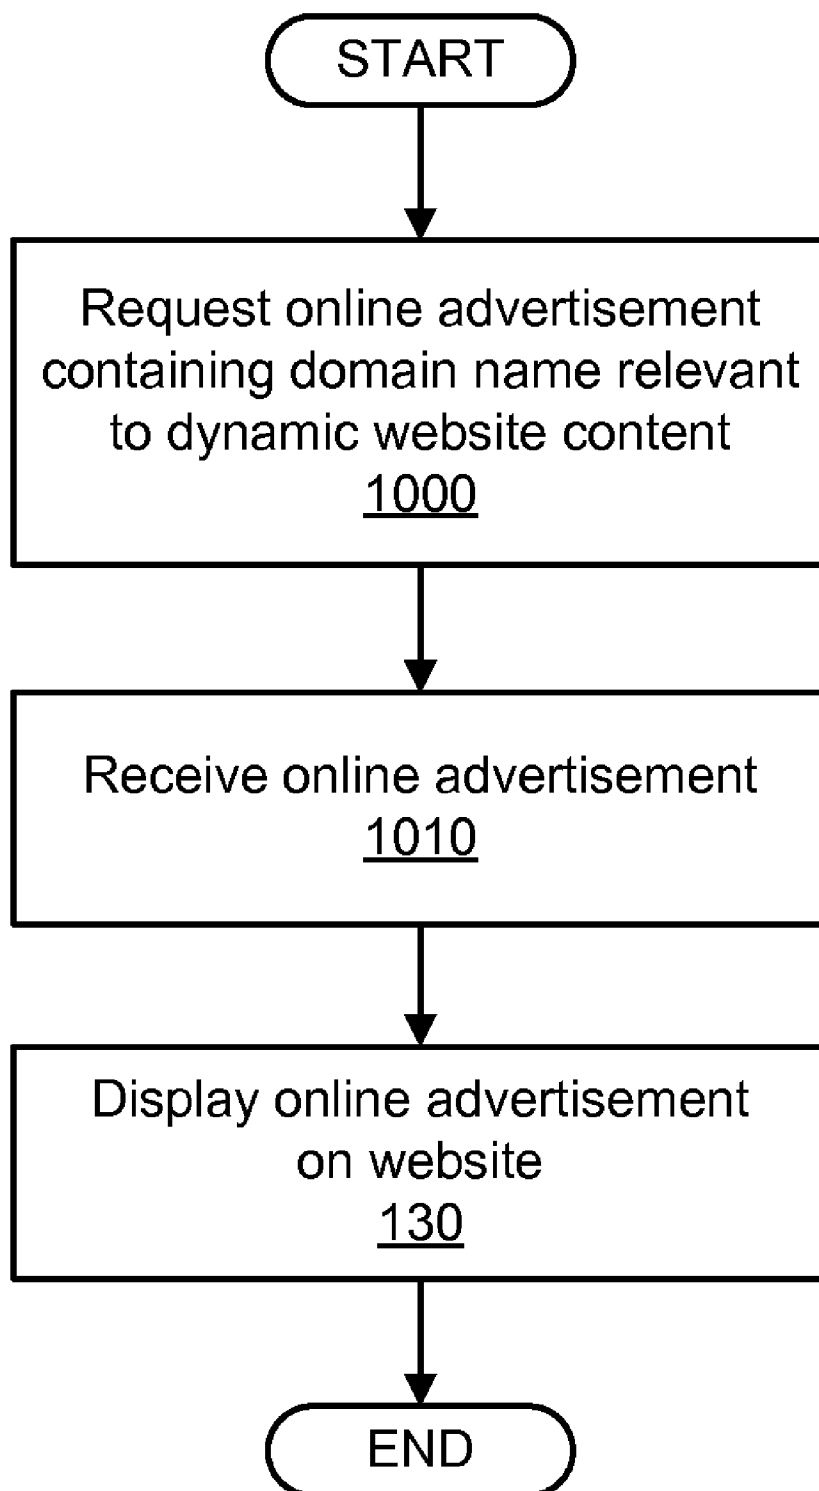 START
Request online advertisement
containing domain name relevant
to dynamic website content
1000
Receive online advertisement
1010
Display online advertisement
on website
130
END